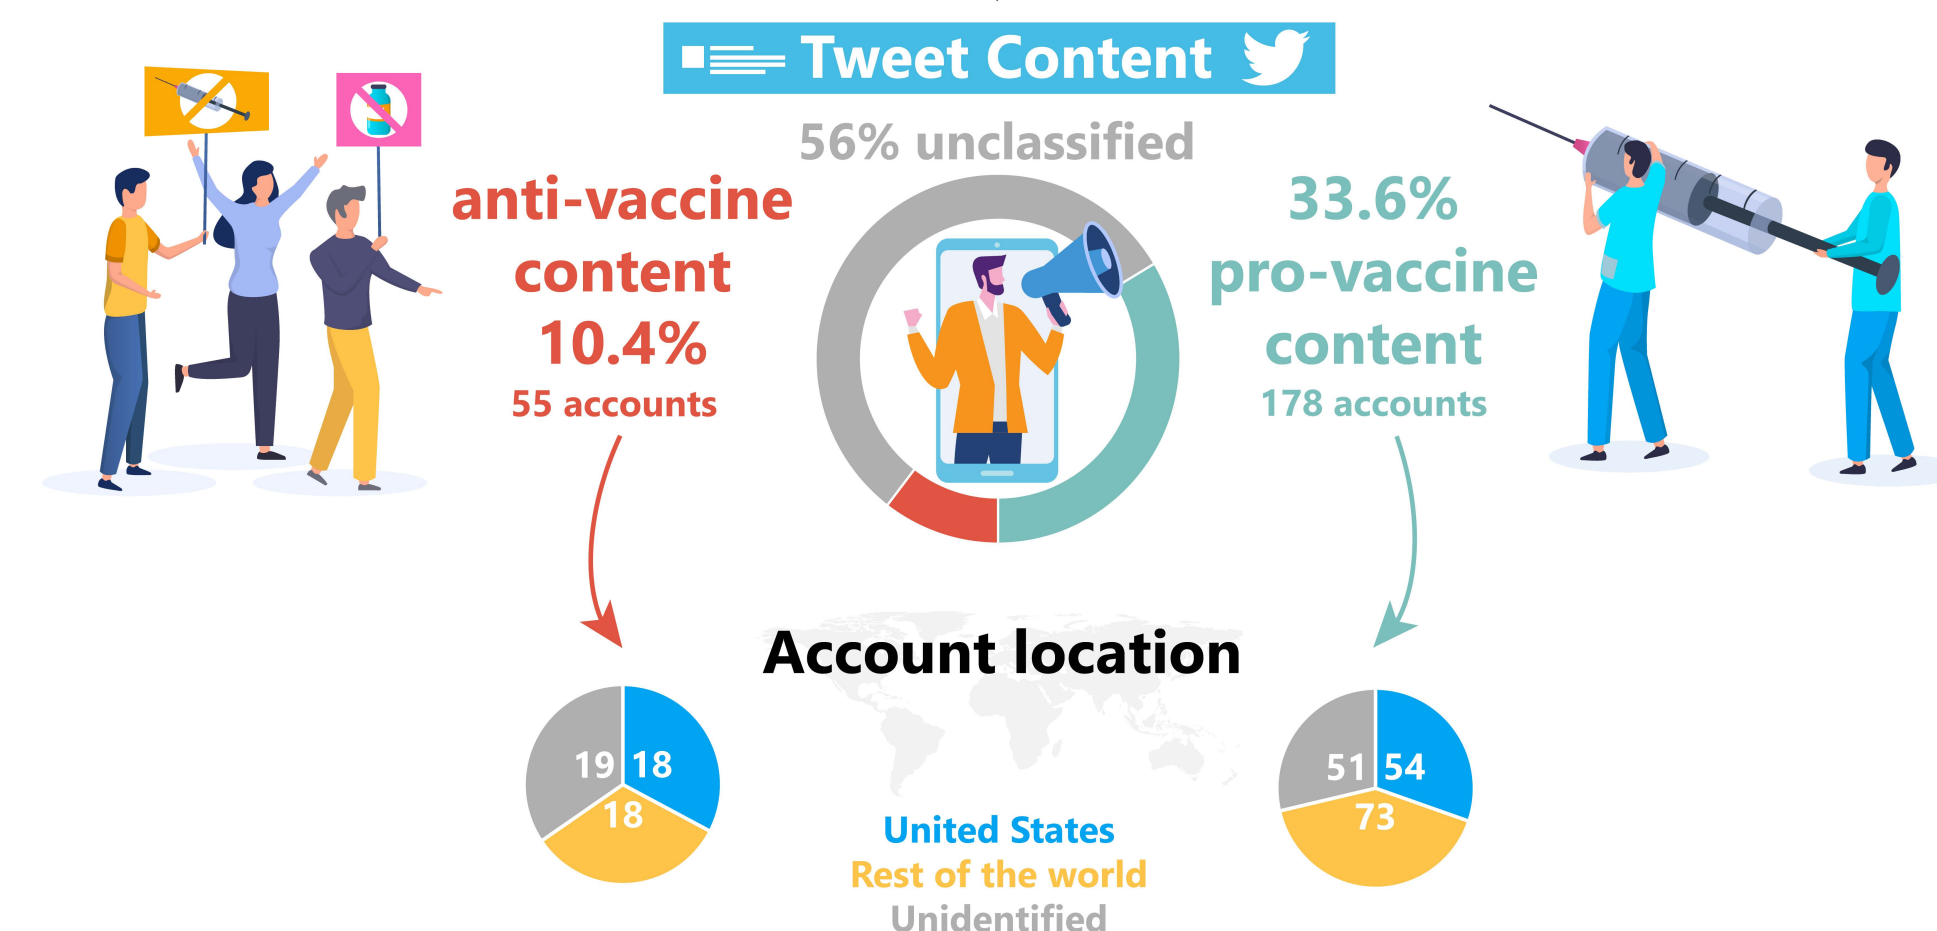 Tweet Content
56% unclassified
anti-vaccine
content
10.4%
55 accounts
33.6%
pro-vaccine
content
178 accounts
Account location
19 18
18
51 54
73
United States
Rest of the world
Unidentified